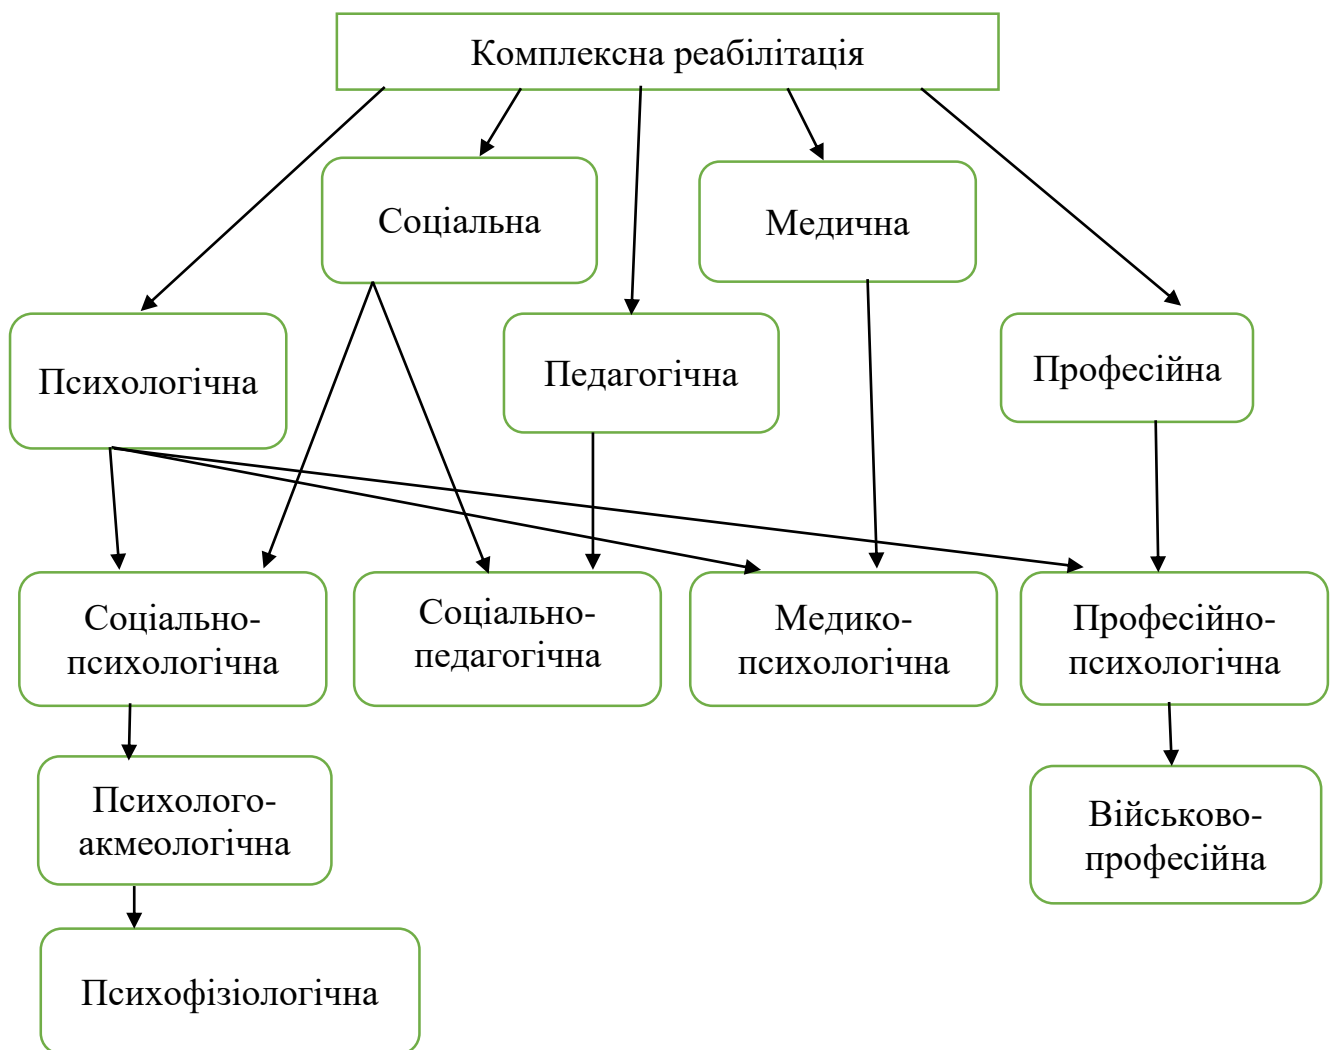 Комплексна реабілітація
Соціальна
Медична
Психологічна
Педагогічна
Професійна
Соціально-
психологічна
Соціально-
педагогічна
Медико-
психологічна
Професійно-
психологічна
Психолого-
акмеологічна
Військово-
професійна
Психофізіологічна